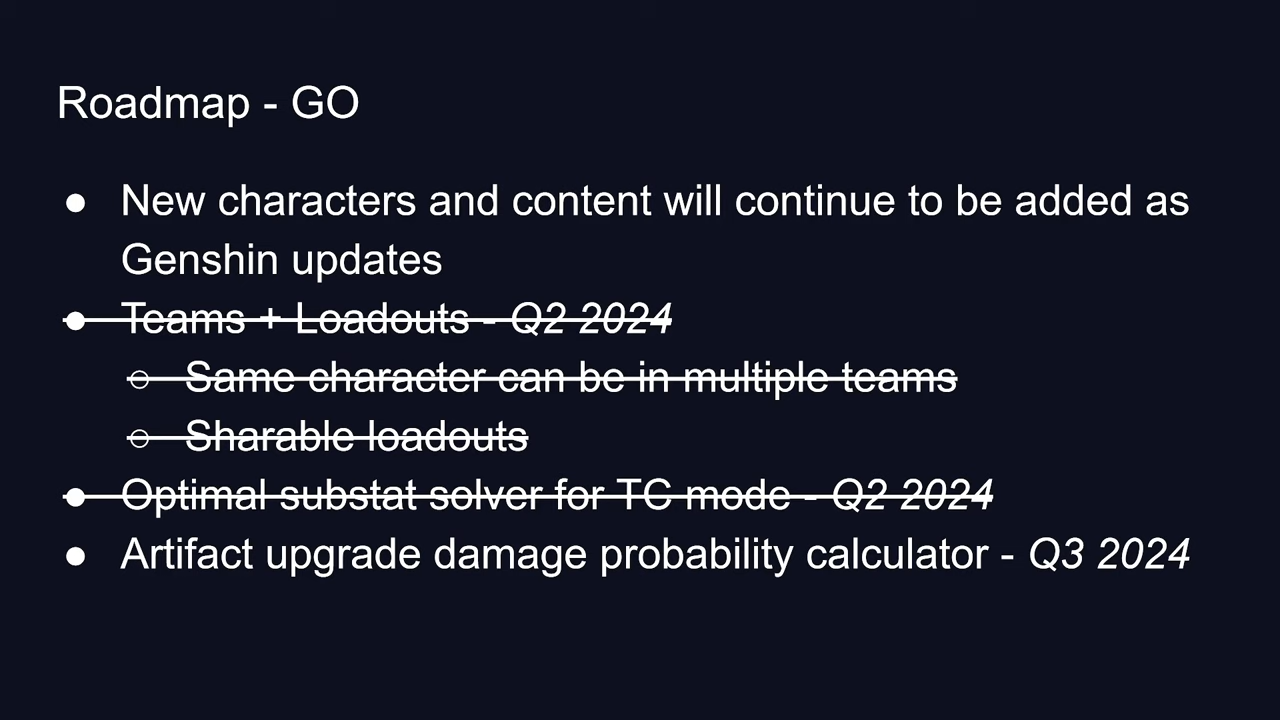 Roadmap - GO
● New characters and content will continue to be added as
Genshin updates
● Teams + Loadouts - Q2 2024
○ Same character can be in multiple teams
○ Sharable loadouts
● Optimal substat solver for TC mode - Q2 2024
● Artifact upgrade damage probability calculator - Q3 2024